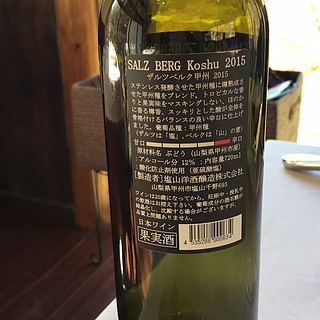 SALZ BERG Koshu 2015
ザルツベルク甲州 2015
ステンレス発酵させた甲州種に樽熟成させ
た甲州種をブレンド。トロピカルな香
りと果実味をマスキングしない、ほのか
に香る樽香、スッキリとした酸が全体を
骨格付けるバランスの良い辛口に仕上げ
ました。葡萄品種：甲州種
（ザルツは「塩」、ベルクは「山」の意）
甘口 辛口
原材料名 ぶどう（山梨県甲州市産）
アルコール分 12％ 内容量720ml
酸化防止剤使用（亜硫酸塩）
[製造者] 塩山洋酒醸造株式会社
山梨県甲州市塩山千野693
日本ワイン
果実酒
4 535288 000834